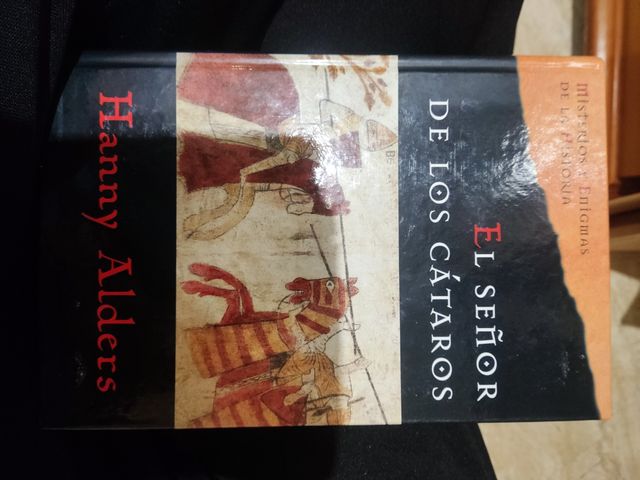 Misterios y Enigmas
de la Historia
El señor
de los cátaros
Hanny Alders